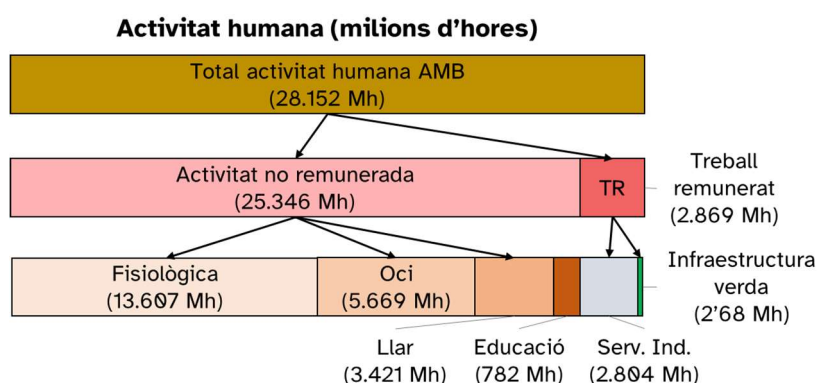 Activitat humana (milions d’hores)
Total activitat humana AMB
(28.152 Mh)
Activitat no remunerada
(25.346 Mh)
TR
Treball
remunerat
(2.869 Mh)
Fisiològica
(13.607 Mh)
Oci
(5.669 Mh)
Infraestructura
verda
(2’68 Mh)
Llar
(3.421 Mh)
Educació
(782 Mh)
Serv. Ind.
(2.804 Mh)